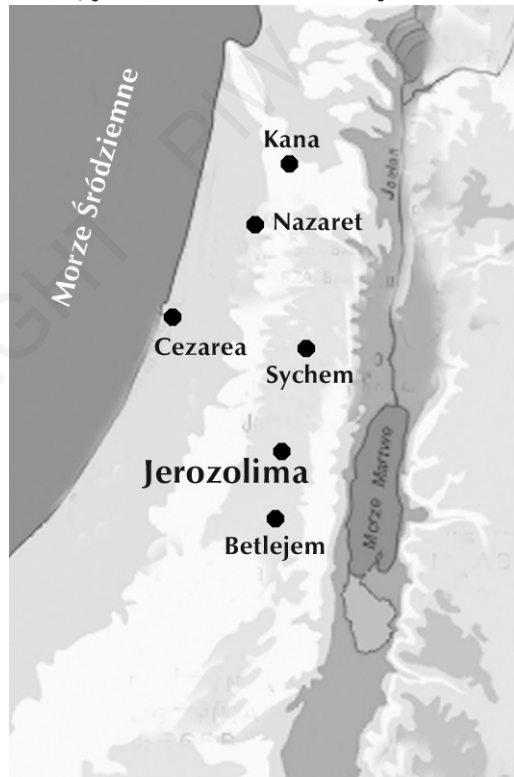 Morze Śródziemne
Kana
Nazaret
Jordan
Cezarea
Sychem
Jerozolima
Morze Martwe
Betlejem